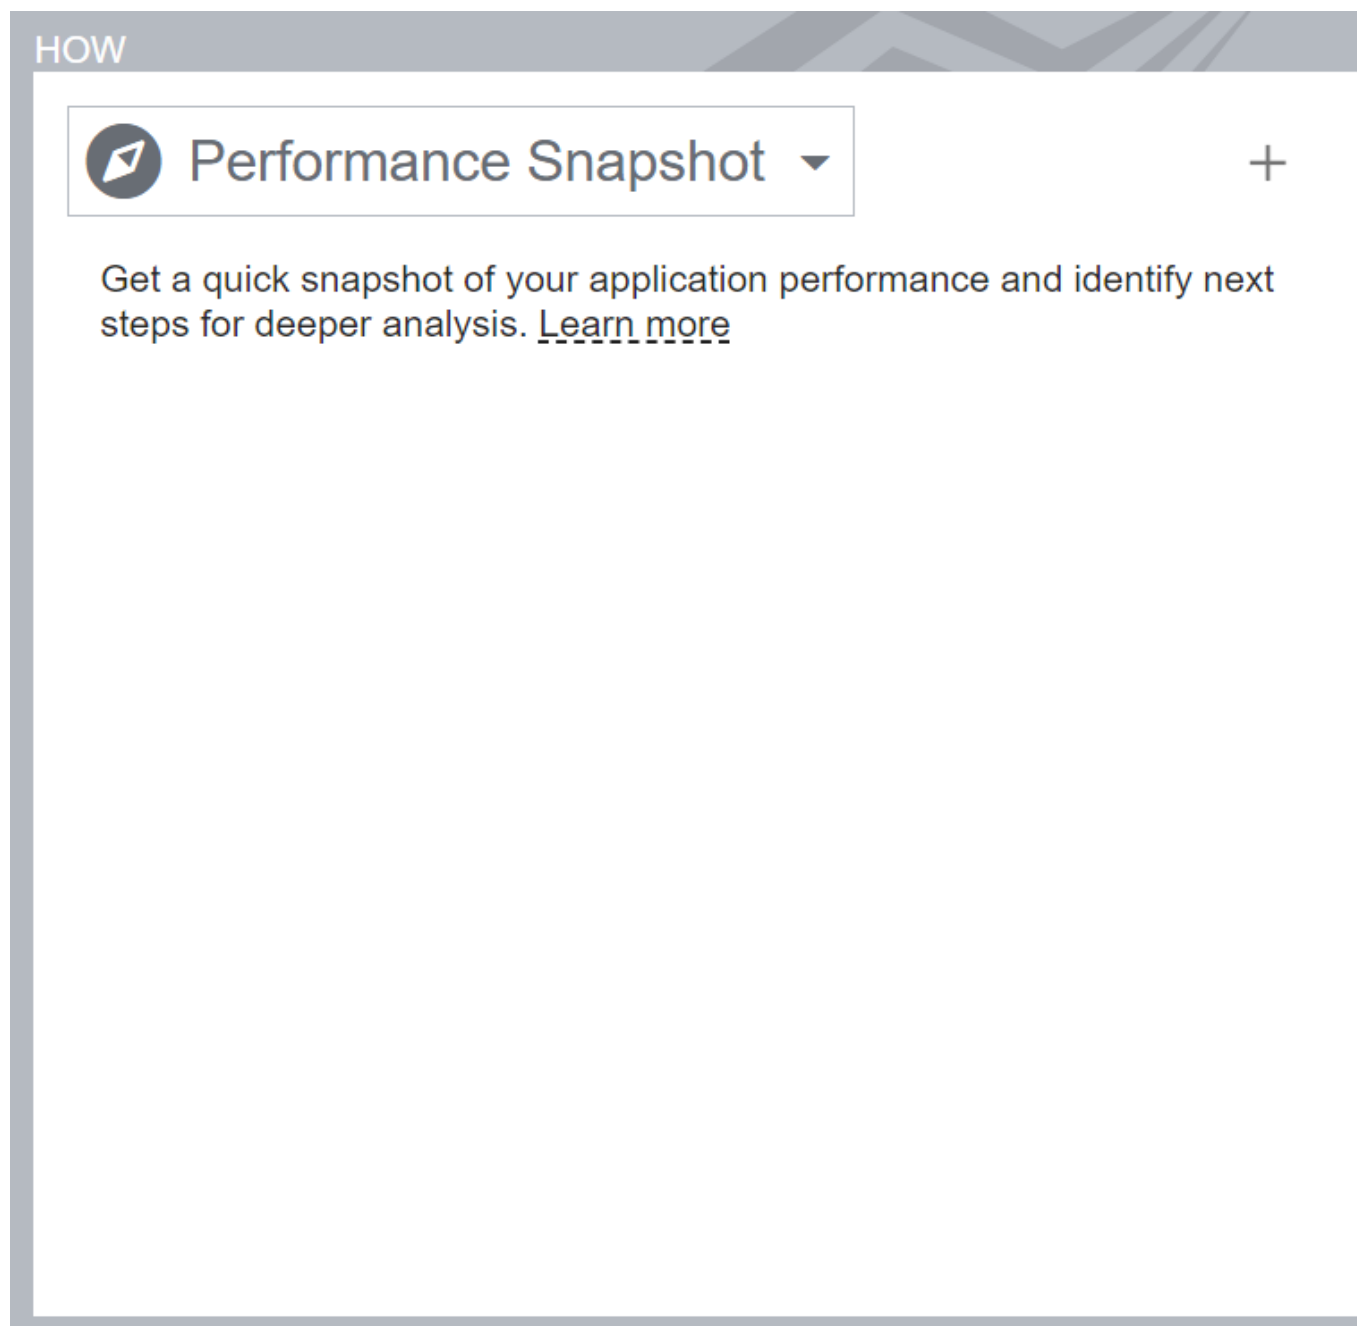 HOW
Performance Snapshot
Get a quick snapshot of your application performance and identify next
steps for deeper analysis. Learn more